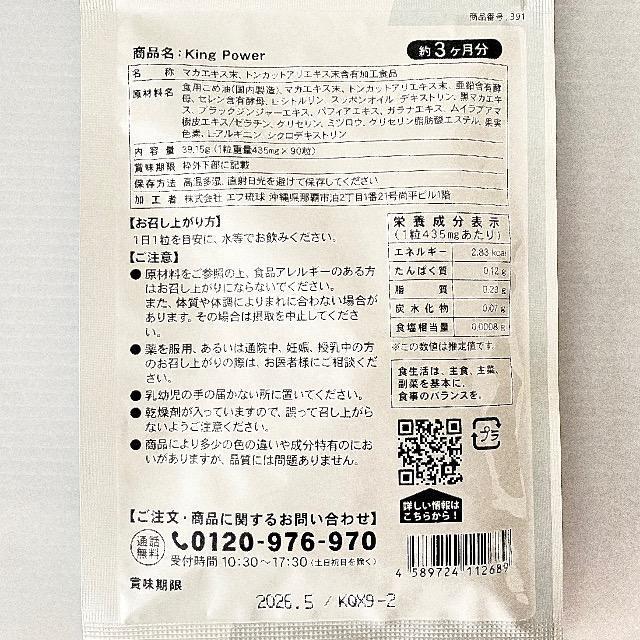 商品番号:391
商品名:King Power
約3ヶ月分
名 称 マカエキス末、トンカットアリエキス末含有加工食品
原材料名 食用こめ油(国内製造)、マカエキス末、トンカットアリエキス末、亜鉛含有酵
母、セレン含有酵母、L-シトルリン、スッポンオイル、デキストリン、黒マカエキ
ス、ブラックジンジャーエキス、パフィアエキス、ガラナエキス、ムイラプアマ
樹皮エキス/ゼラチン、グリセリン、ミツロウ、グリセリン脂肪酸エステル、果実
色素、L-アルギニン、シクロデキストリン
内 容 量 39.15g(1粒重量435mg×90粒)
賞味期限 枠外下部に記載
保存方法 高温多湿、直射日光を避けて保存してください
加 工 者 株式会社 エフ琉球 沖縄県那覇市泊2丁目1番21号尚平ビル1階
【お召し上がり方】
1日1粒を目安に、水等でお飲みください。
【ご注意】
●原材料をご参照の上、食品アレルギーのある方
はお召し上がりにならないでください。
また、体質や体調によりまれに合わない場合が
あります。その場合は摂取を中止してくださ
い。
●薬を服用、あるいは通院中、妊娠、授乳中の方
のお召し上がりの際は、お医者様にご相談くださ
い。
●乳幼児の手の届かない所に置いてください。
●乾燥剤が入っていますので、誤って召し上がら
ないようご注意ください。
●商品により多少の色の違いや成分特有のにお
いがありますが、品質には問題ありません。
栄養成分表示
(1粒435mgあたり)
エネルギー 2.83kcal
たんぱく質 0.12g
脂 質 0.23g
炭水化物 0.07g
食塩相当量 0.0008g
※この数値は推定値です。
食生活は、主食、主菜、
副菜を基本に、
食事のバランスを。
プラ
詳しい情報は
こちらから!
【ご注文・商品に関するお問い合わせ】
通話
無料
0120-976-970
受付時間 10:30～17:30(土日祝日を除く)
4 589724 112689
賞味期限
2026.5 / KQX9-2